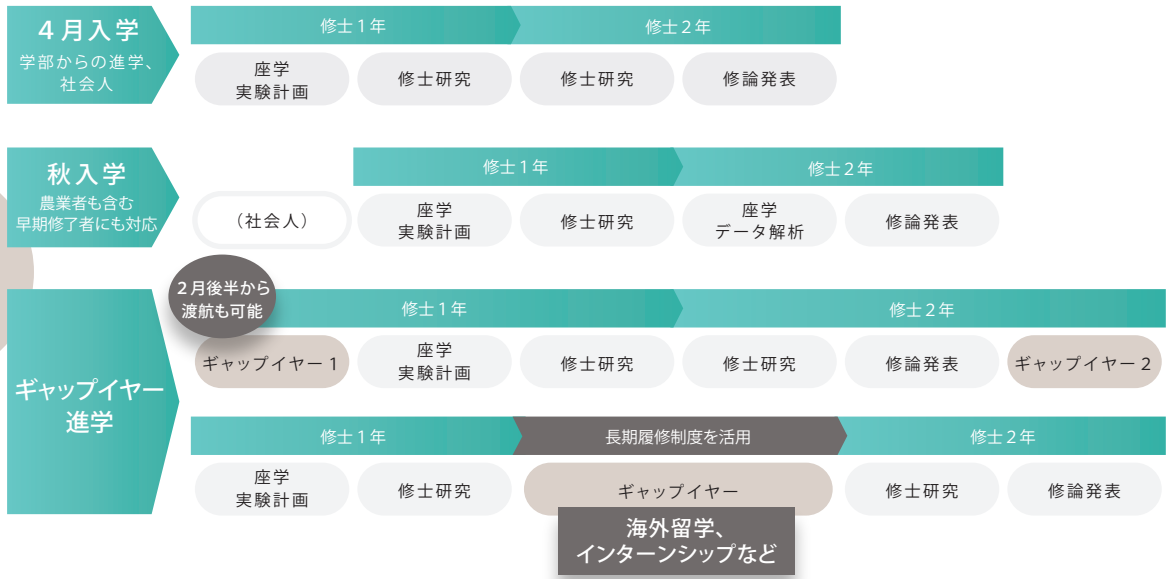 4月入学
学部からの進学、
社会人
修士1年
修士2年
座学
実験計画
修士研究
修士研究
修論発表
秋入学
農業者も含む
早期修了者にも対応
修士1年
修士2年
（社会人）
座学
実験計画
修士研究
座学
データ解析
修論発表
ギャップイヤー
進学
2月後半から
渡航も可能
修士1年
修士2年
ギャップイヤー1
座学
実験計画
修士研究
修士研究
修論発表
ギャップイヤー2
修士1年
長期履修制度を活用
修士2年
座学
実験計画
修士研究
ギャップイヤー
修士研究
修論発表
海外留学、
インターンシップなど